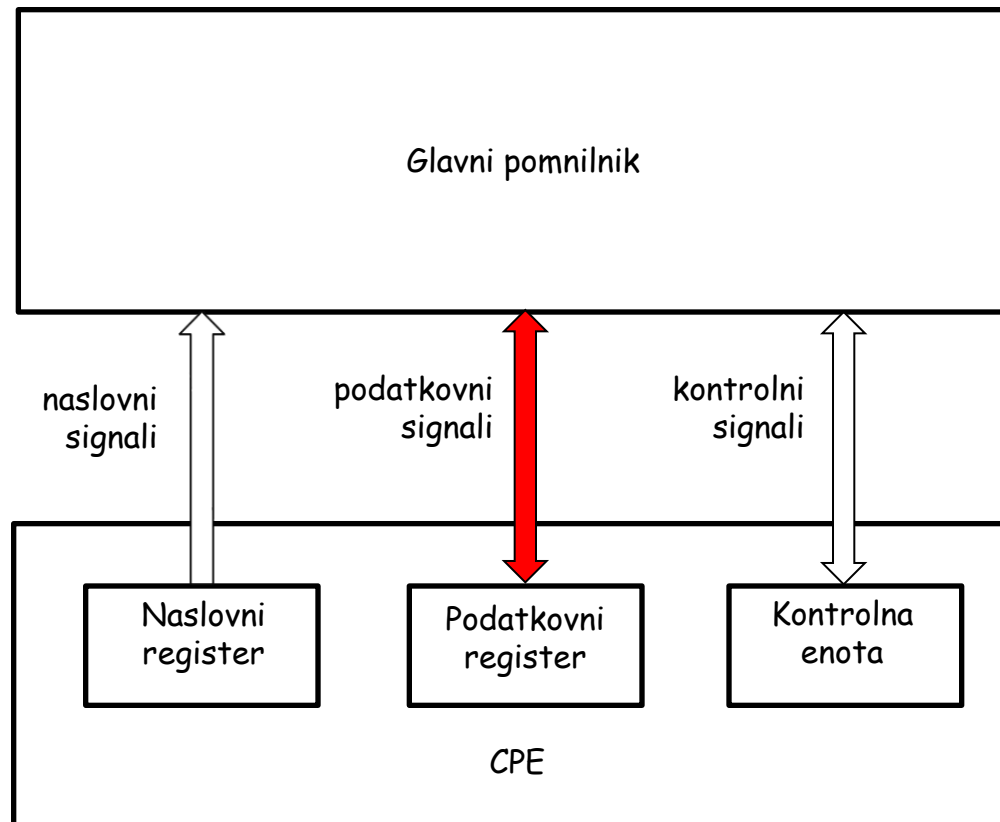 Glavni pomnilnik
naslovni
signali
podatkovni
signali
kontrolni
signali
Naslovni
register
Podatkovni
register
Kontrolna
enota
CPE